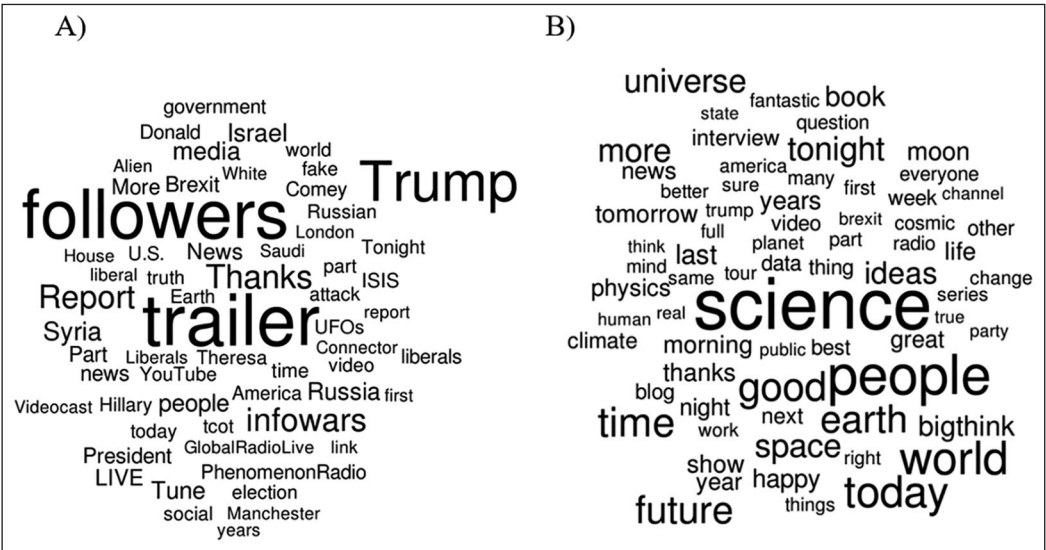 A)
government
Donald Israel
media world
Alien White fake
More Brexit Comey Trump
followers Russian
London
House U.S. News Saudi Tonight
liberal truth Thanks part ISIS
Report Earth attack
trailer report
Syria UFOs
Part Liberals Theresa Connector liberals
news YouTube time video
America Russia first
Videocast Hillary people
today tcot infowars
GlobalRadioLive link
President
LIVE PhenomenonRadio
Tune election
social Manchester
years
B)
universe
fantastic book
state question
interview
more tonight moon
news america everyone
better sure many first week channel
years
tomorrow trump video brexit cosmic other
full
think last planet part radio life
mind same tour data thing ideas change
physics series
science
human real true party
climate morning public best great
thanks good people
blog
time night next earth bigthink
work
space right world
show
year happy today
things
future